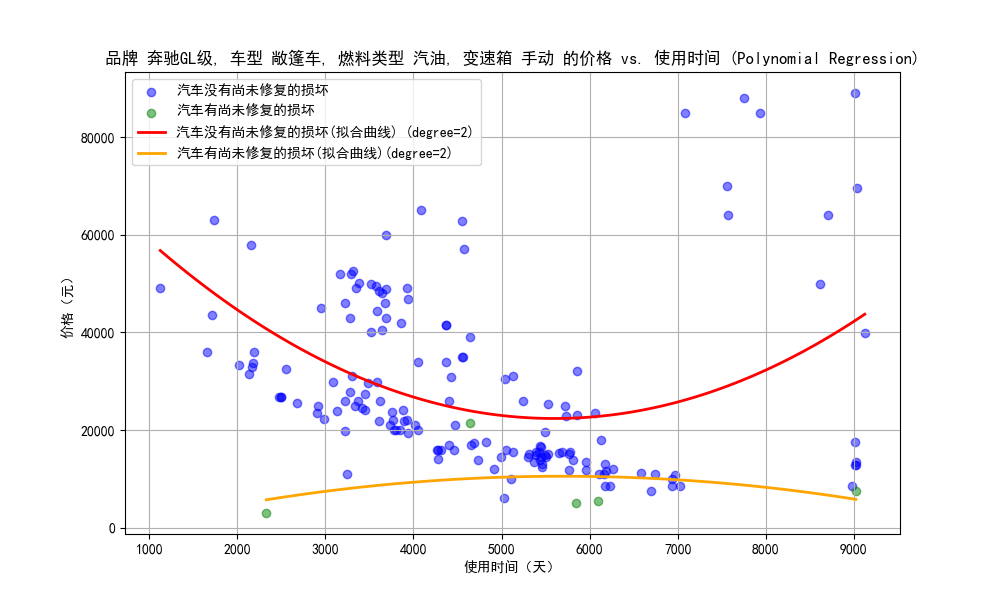 品牌 奔驰GL级, 车型 敞篷车, 燃料类型 汽油, 变速箱 手动 的价格 vs. 使用时间 (Polynomial Regression)
汽车没有尚未修复的损坏
汽车有尚未修复的损坏
汽车没有尚未修复的损坏(拟合曲线) (degree=2)
汽车有尚未修复的损坏(拟合曲线)(degree=2)
价格（元）
80000
60000
40000
20000
0
1000 2000 3000 4000 5000 6000 7000 8000 9000
使用时间（天）